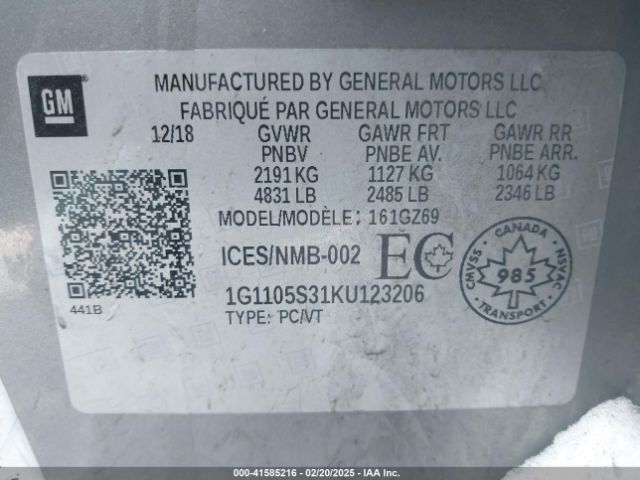 GM
MANUFACTURED BY GENERAL MOTORS LLC
FABRIQUÉ PAR GENERAL MOTORS LLC
12/18 GVWR GAWR FRT GAWR RR
PNBV PNBE AV. PNBE ARR.
2191 KG 1127 KG 1064 KG
4831 LB 2485 LB 2346 LB
MODEL/MODÈLE: 161GZ69
ICES/NMB-002 EC
CANADA
CMVSS 985 NSVAC
TRANSPORT
1G1105S31KU123206
441B
TYPE: PC/VT
000-41585216 - 02/20/2025 - IAA Inc.